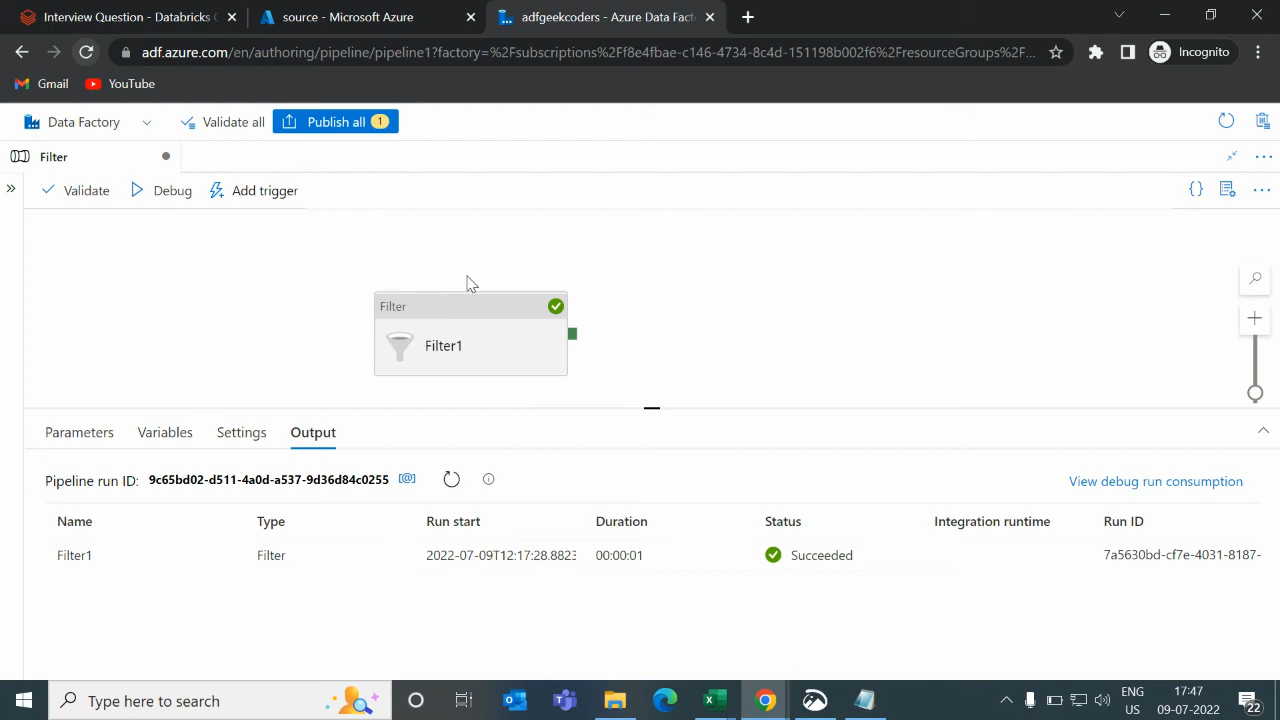 Interview Question - Databricks
source - Microsoft Azure
adfgeekcoders - Azure Data Fact
adf.azure.com/en/authoring/pipeline/pipeline1?factory=%2Fsubscriptions%2Ff8e4fbae-c146-4734-8c4d-151198b002f6%2FresourceGroups%2F...
Incognito
Gmail
YouTube
Data Factory
Validate all
Publish all 1
Filter
Validate
Debug
Add trigger
Filter
Filter1
Parameters
Variables
Settings
Output
Pipeline run ID: 9c65bd02-d511-4a0d-a537-9d36d84c0255
View debug run consumption
Name Type Run start Duration Status Integration runtime Run ID
Filter1 Filter 2022-07-09T12:17:28.8823 00:00:01 Succeeded 7a5630bd-cf7e-4031-8187-
Type here to search
ENG
US
17:47
09-07-2022
22